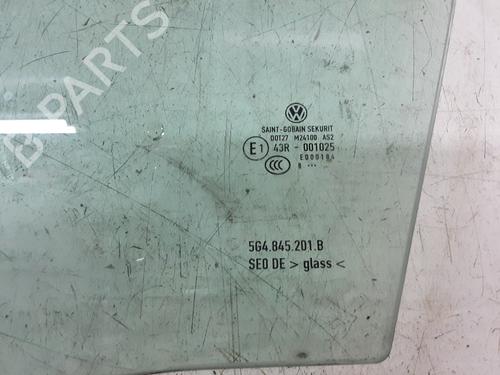 B PARTS
VW
SAINT-GOBAIN SEKURIT
DOT27 M24100 AS2
E1 43R - 001025
E000184
CCC 8 ...
5G4.845.201.B
SEO DE > glass <